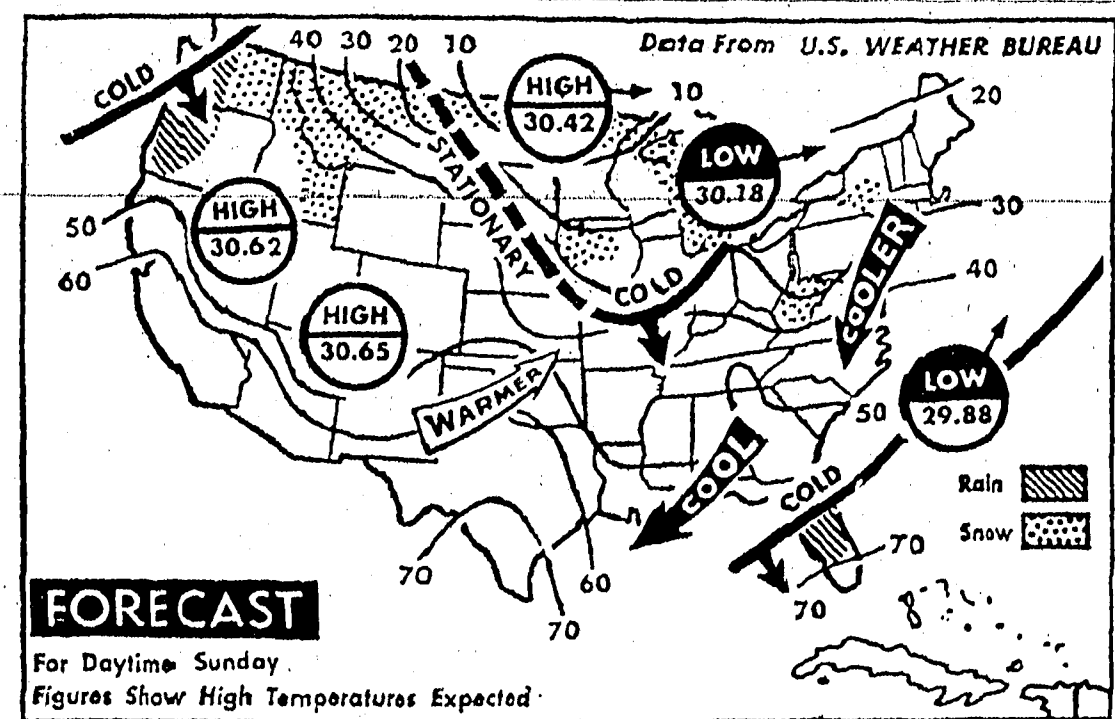 40 30 20 10
Data From U.S. WEATHER BUREAU
COLD
HIGH
30.42
10
20
STATIONARY
LOW
30.18
HIGH
30.62
50
60
30
COOLER
40
COLD
HIGH
30.65
WARMER
LOW
29.88
50
COOL
COLD
Rain
Snow
70
60
70
70
70
FORECAST
For Daytime Sunday
Figures Show High Temperatures Expected